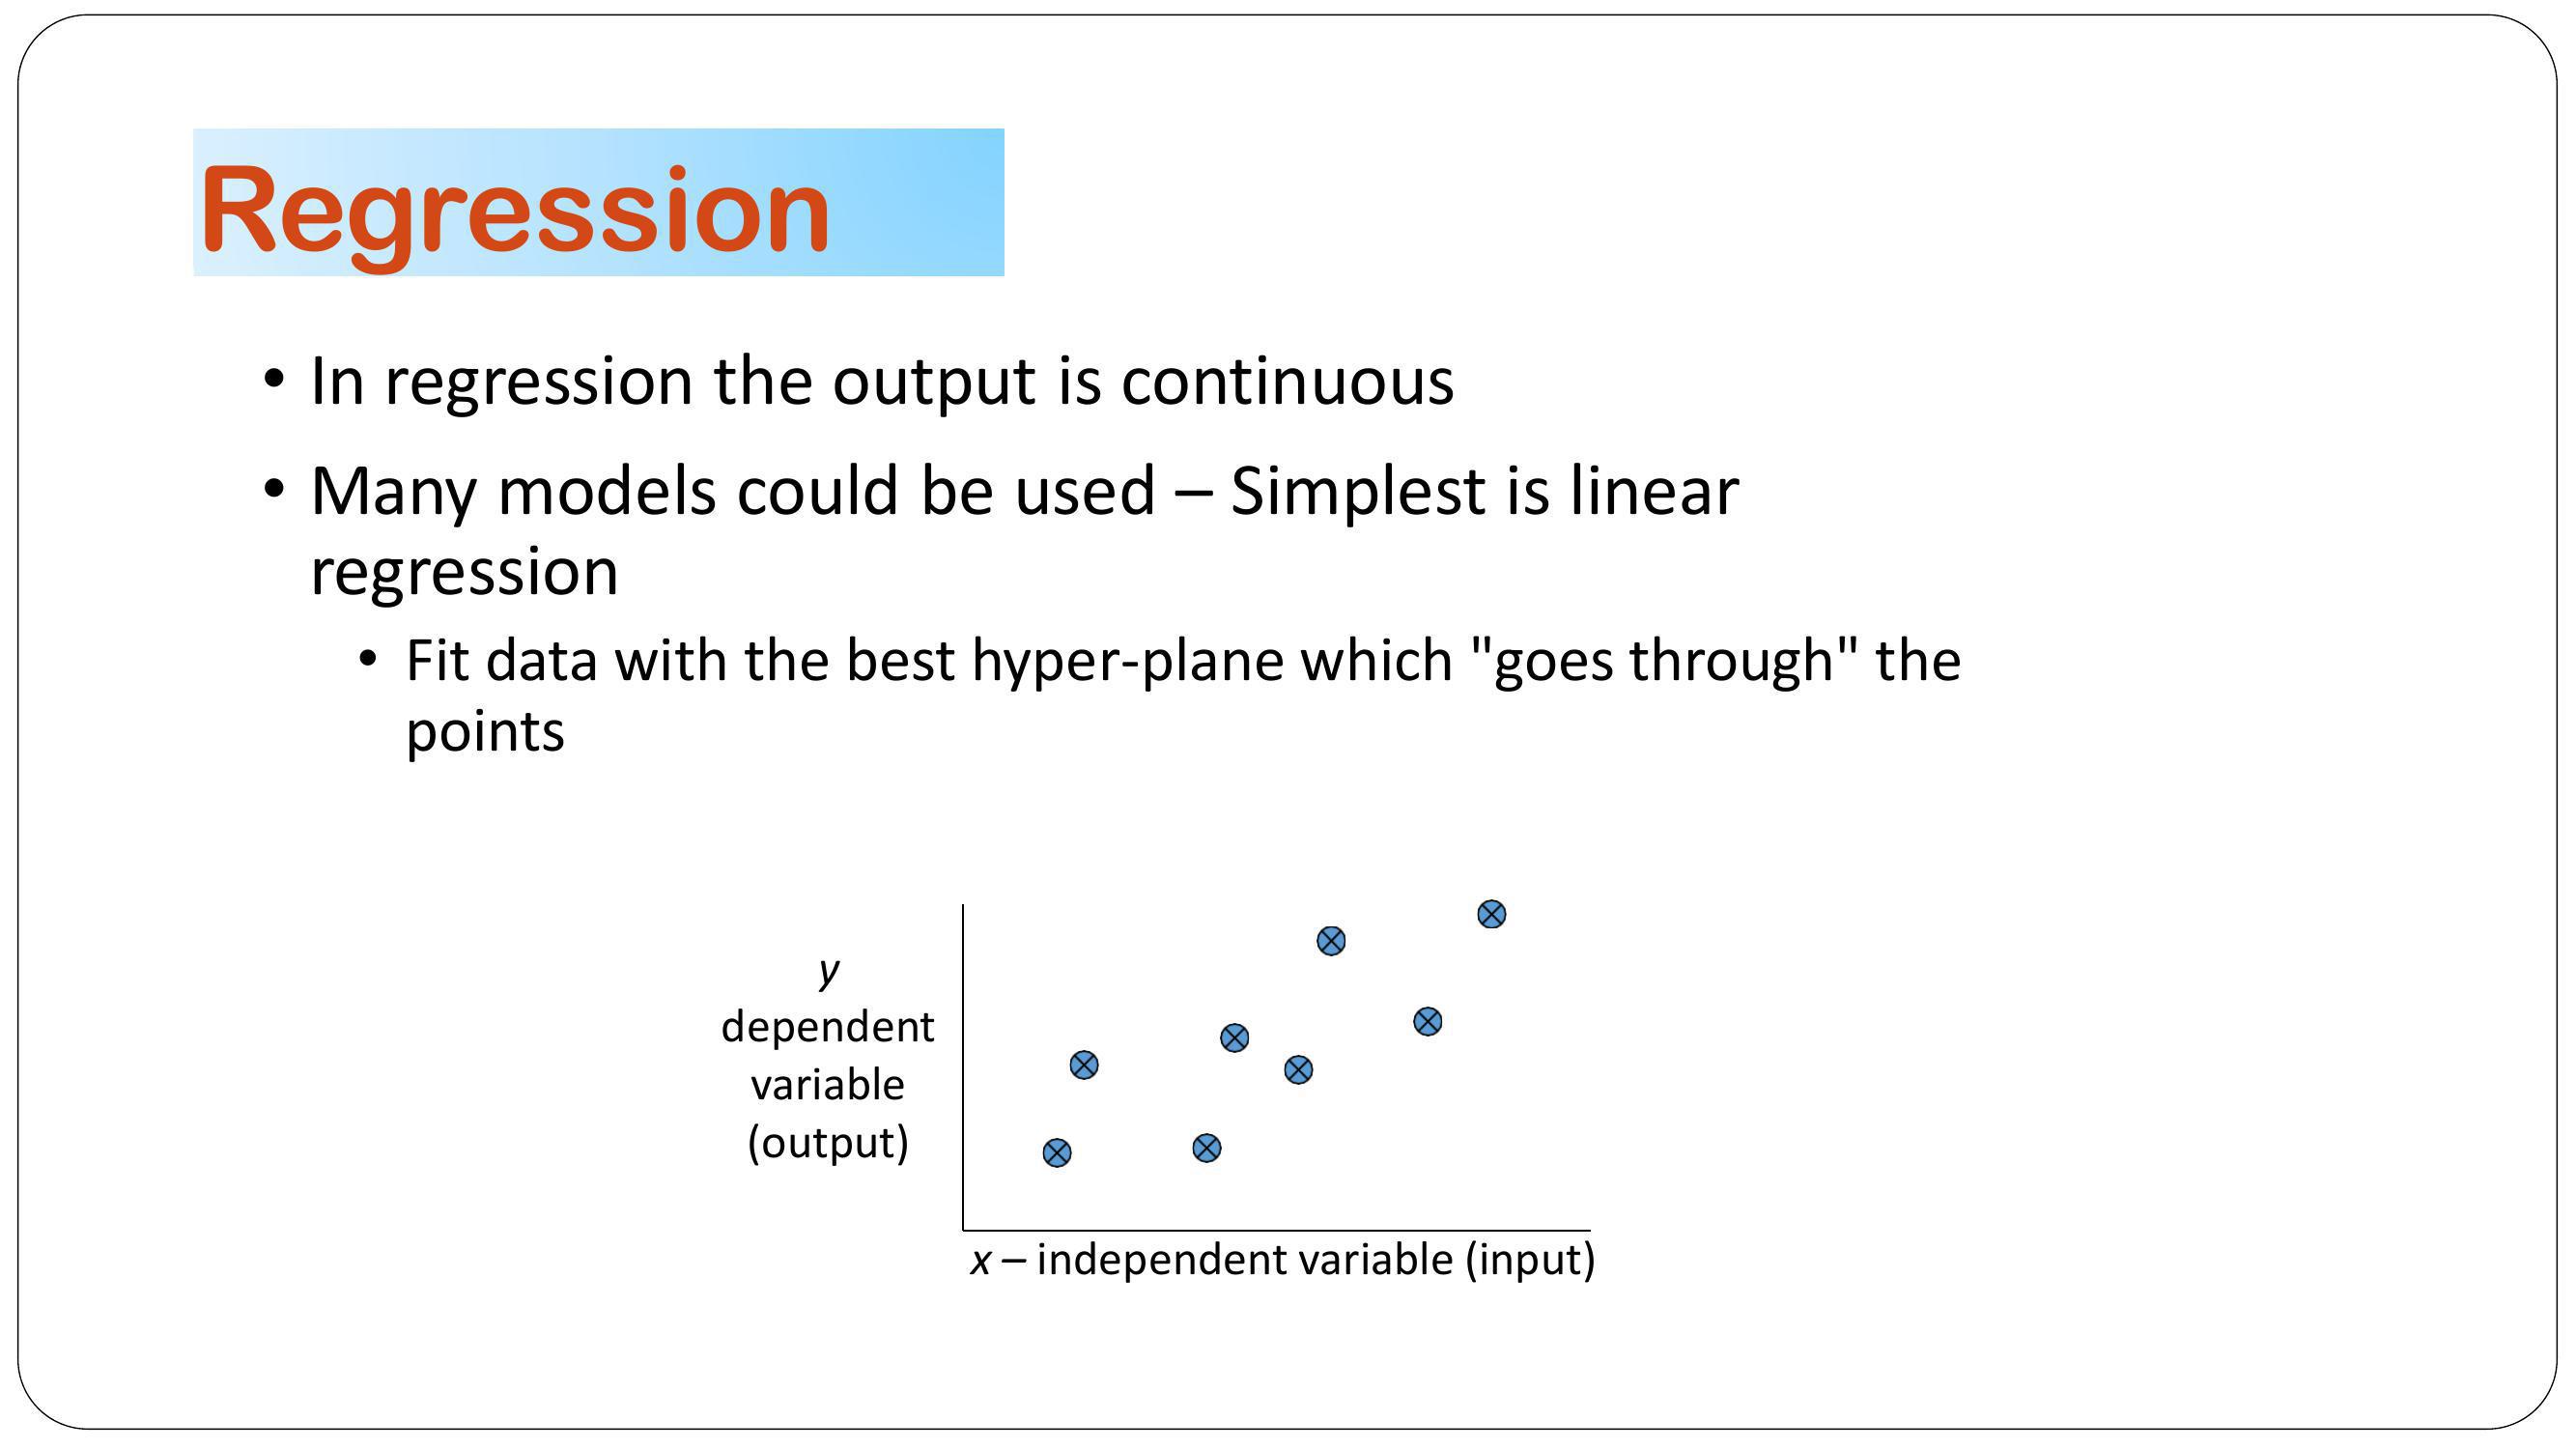 Regression
• In regression the output is continuous
• Many models could be used – Simplest is linear
regression
• Fit data with the best hyper-plane which "goes through" the
points
y
dependent
variable
(output)
x – independent variable (input)